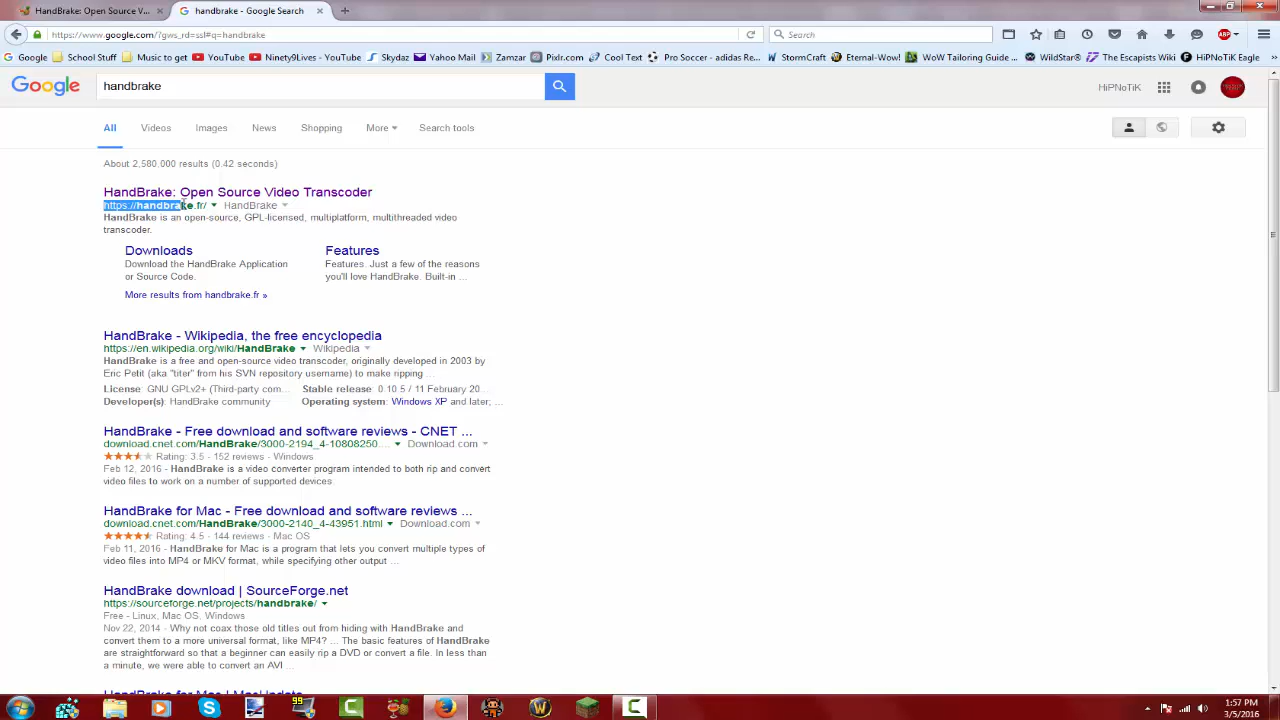 HandBrake: Open Source V...
handbrake - Google Search
https://www.google.com/?gws_rd=ssl#q=handbrake
Search
ABP
Google
School Stuff
Music to get
YouTube
Ninety9Lives - YouTube
Skydaz
Yahoo Mail
Zamzar
Pixlr.com
Cool Text
Pro Soccer - adidas Re...
StormCraft
Eternal-Wow!
WoW Tailoring Guide ...
WildStar®
The Escapists Wiki
HiPNoTiK Eagle
Google
handbrake
HiPNoTiK
All
Videos
Images
News
Shopping
More
Search tools
About 2,580,000 results (0.42 seconds)
HandBrake: Open Source Video Transcoder
https://handbrake.fr/ HandBrake
HandBrake is an open-source, GPL-licensed, multiplatform, multithreaded video
transcoder.
Downloads
Download the HandBrake Application
or Source Code.
Features
Features. Just a few of the reasons
you'll love HandBrake. Built-in ...
More results from handbrake.fr »
HandBrake - Wikipedia, the free encyclopedia
https://en.wikipedia.org/wiki/HandBrake Wikipedia
HandBrake is a free and open-source video transcoder, originally developed in 2003 by
Eric Petit (aka "titer" from his SVN repository username) to make ripping ...
License: GNU GPLv2+ (Third-party com... Stable release: 0.10.5 / 11 February 20...
Developer(s): HandBrake community Operating system: Windows XP and later; ...
HandBrake - Free download and software reviews - CNET ...
download.cnet.com/HandBrake/3000-2194_4-10808250... Download.com
Rating: 3.5 - 152 reviews - Windows
Feb 12, 2016 - HandBrake is a video converter program intended to both rip and convert
video files to work on a number of supported devices
HandBrake for Mac - Free download and software reviews ...
download.cnet.com/HandBrake/3000-2140_4-43951.html Download.com
Rating: 4.5 - 144 reviews - Mac OS
Feb 11, 2016 - HandBrake for Mac is a program that lets you convert multiple types of
video files into MP4 or MKV format, while specifying other output ...
HandBrake download | SourceForge.net
https://sourceforge.net/projects/handbrake/
Free - Linux, Mac OS, Windows
Nov 22, 2014 - Why not coax those old titles out from hiding with HandBrake and
convert them to a more universal format, like MP4? ... The basic features of HandBrake
are straightforward so that a beginner can easily rip a DVD or convert a file. In less than
a minute, we were able to convert an AVI ...
HandBrake for Mac | MacUpdate
99
1:57 PM
3/5/2016